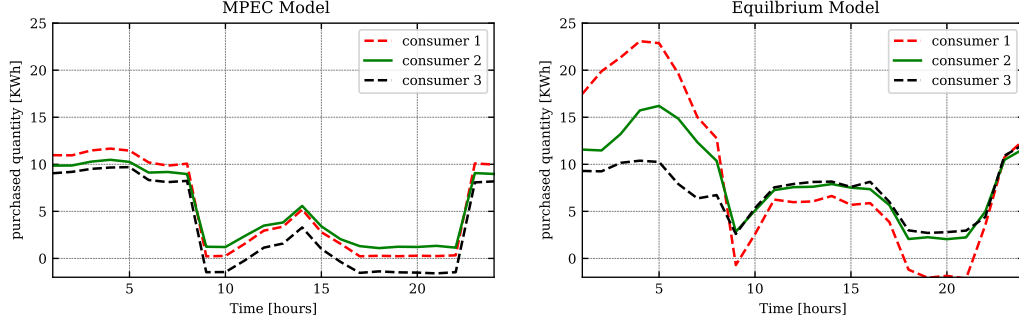 MPEC Model
25
20
15
10
5
0
purchased quantity [KWh]
consumer 1
consumer 2
consumer 3
5
10
15
20
Time [hours]
Equilbrium Model
25
20
15
10
5
0
purchased quantity [KWh]
consumer 1
consumer 2
consumer 3
5
10
15
20
Time [hours]